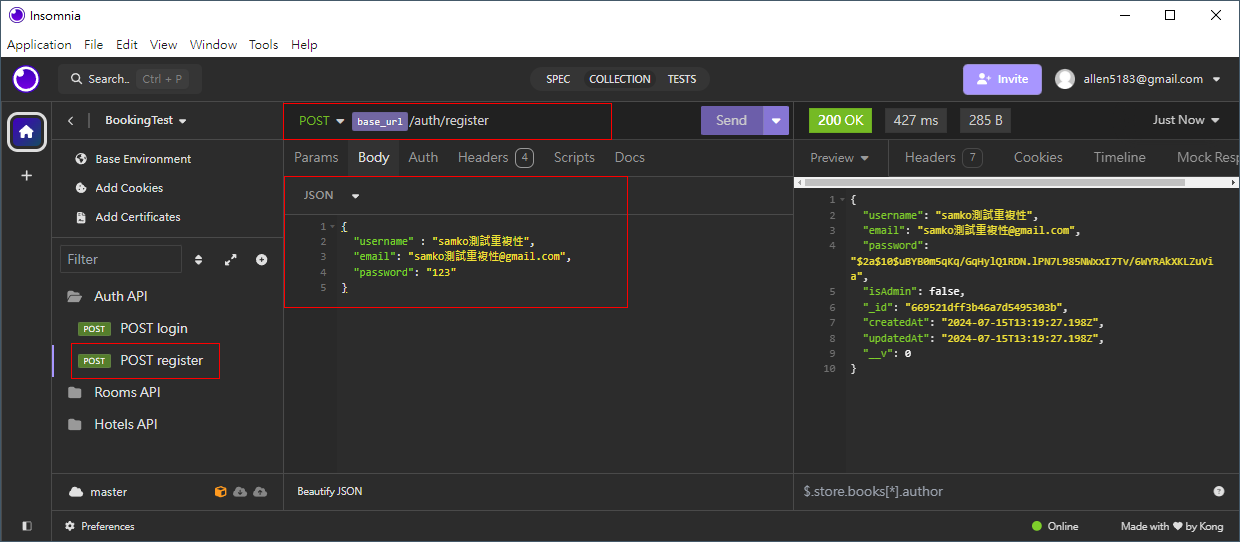 Insomnia
Application File Edit View Window Tools Help
Search.. Ctrl + P
SPEC COLLECTION TESTS
Invite
allen5183@gmail.com
BookingTest
Base Environment
Add Cookies
Add Certificates
Filter
Auth API
POST POST login
POST POST register
Rooms API
Hotels API
master
Preferences
POST base_url /auth/register
Send
Params Body Auth Headers 4 Scripts Docs
JSON
1 {
2 "username" : "samko測試重複性",
3 "email": "samko測試重複性@gmail.com",
4 "password": "123"
5 }
Beautify JSON
200 OK 427 ms 285 B Just Now
Preview Headers 7 Cookies Timeline Mock Resp
1 {
2 "username": "samko測試重複性",
3 "email": "samko測試重複性@gmail.com",
4 "password":
"$2a$10$uBYB0m5qKq/GqHylQ1RDN.lPN7L985NWxxI7Tv/6WYRAkXKLZuVi
a",
5 "isAdmin": false,
6 "_id": "669521dff3b46a7d5495303b",
7 "createdAt": "2024-07-15T13:19:27.198Z",
8 "updatedAt": "2024-07-15T13:19:27.198Z",
9 "__v": 0
10 }
$.store.books[*].author
Online
Made with ❤ by Kong